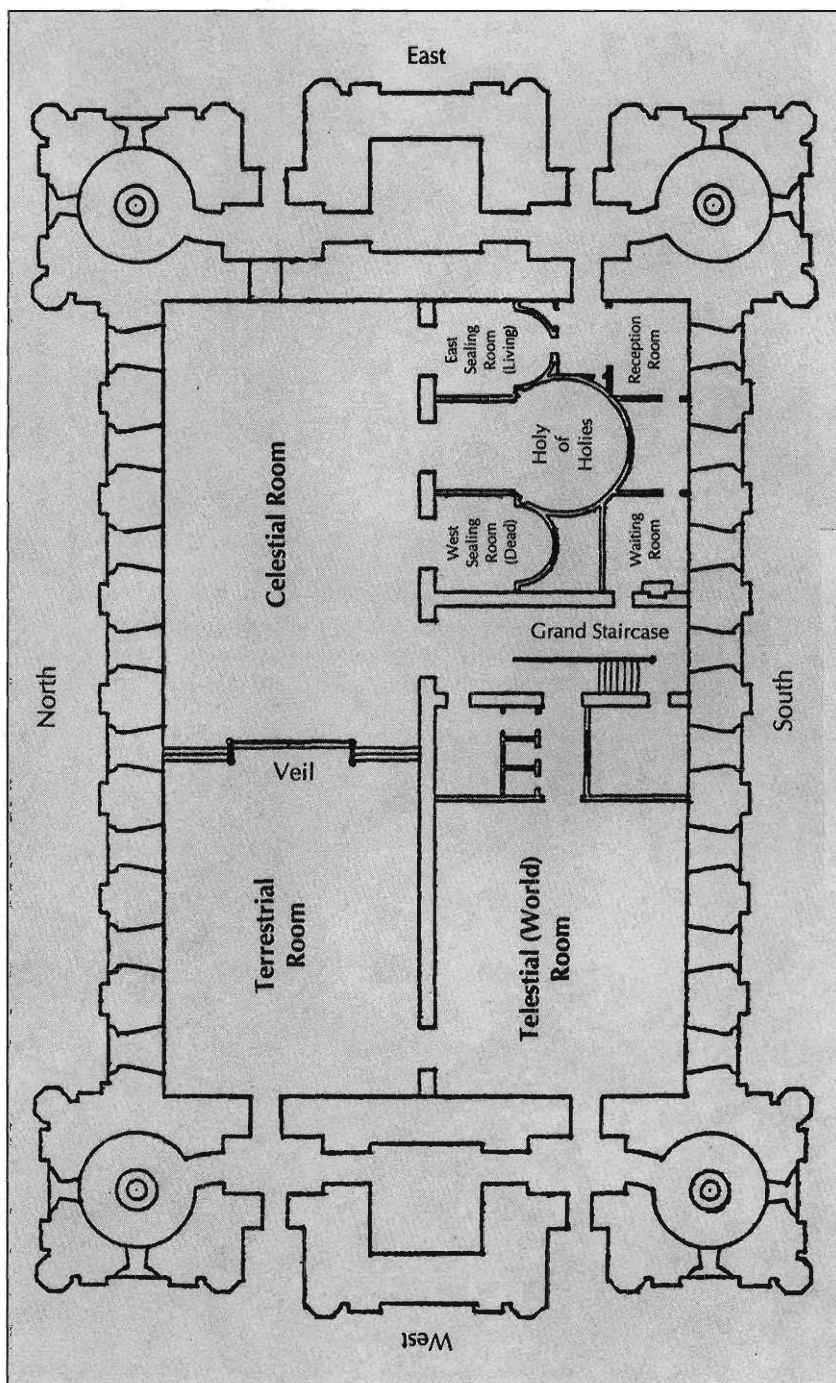 East
North
South
West
Celestial Room
East
Sealing
Room
(Living)
Reception
Room
Holy
of
Holies
West
Sealing
Room
(Dead)
Waiting
Room
Grand Staircase
Veil
Terrestrial
Room
Telestial (World)
Room